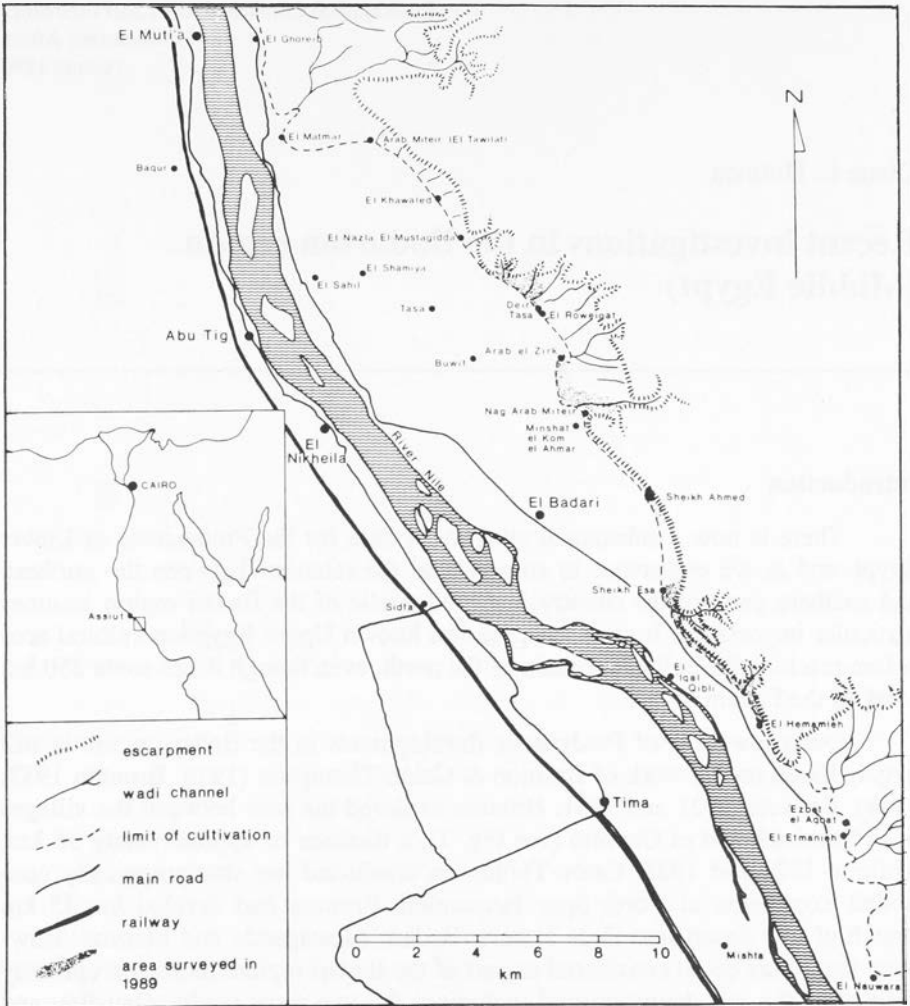 El Muti'a
El Ghoreib
N
El Matmar
Arab Miteir (El Tawilat)
Baqur
El Khawaled
El Nazlu El Mustagidda
El Shamiya
El Sahil
Deir
Tasa
El Roweigat
Tasa
Abu Tig
Arab el Zirk
Buwit
Nag Arab Miteir
Minshat
el Kom
el Ahmar
El
Nikheila
River Nile
CAIRO
Sheikh Ahmed
El Badari
Sheikh Esa
Sidfa
Assiut
El
Iqal
Qibli
El Hemamieh
escarpment
wadi channel
Ezbet
el Aqbat
El Etmanieh
Tima
limit of cultivation
main road
railway
0 2 4 6 8 10
km
area surveyed in
1989
Mishta
El Nauwara